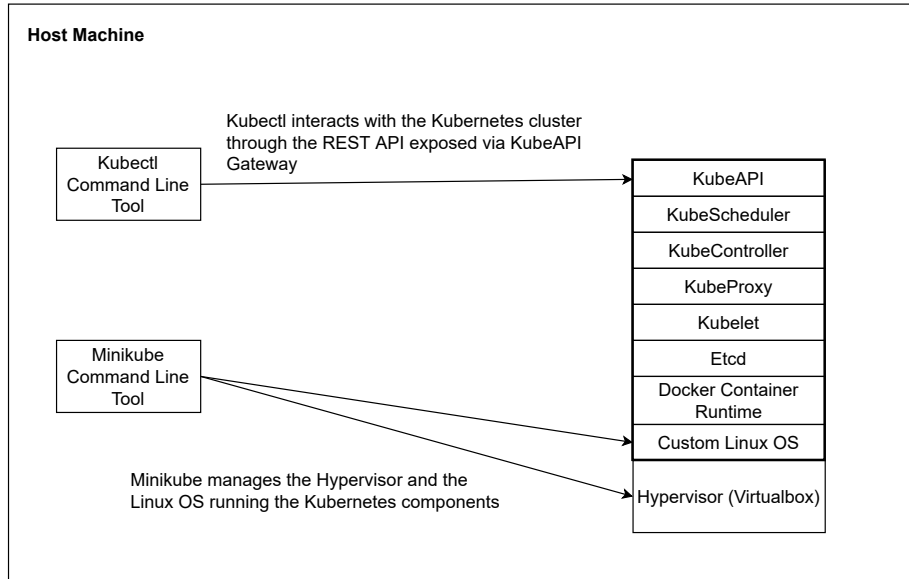 Host Machine
Kubectl interacts with the Kubernetes cluster
through the REST API exposed via KubeAPI
Gateway
Kubectl
Command Line
Tool
KubeAPI
KubeScheduler
KubeController
KubeProxy
Kubelet
Etcd
Docker Container
Runtime
Custom Linux OS
Hypervisor (Virtualbox)
Minikube
Command Line
Tool
Minikube manages the Hypervisor and the
Linux OS running the Kubernetes components